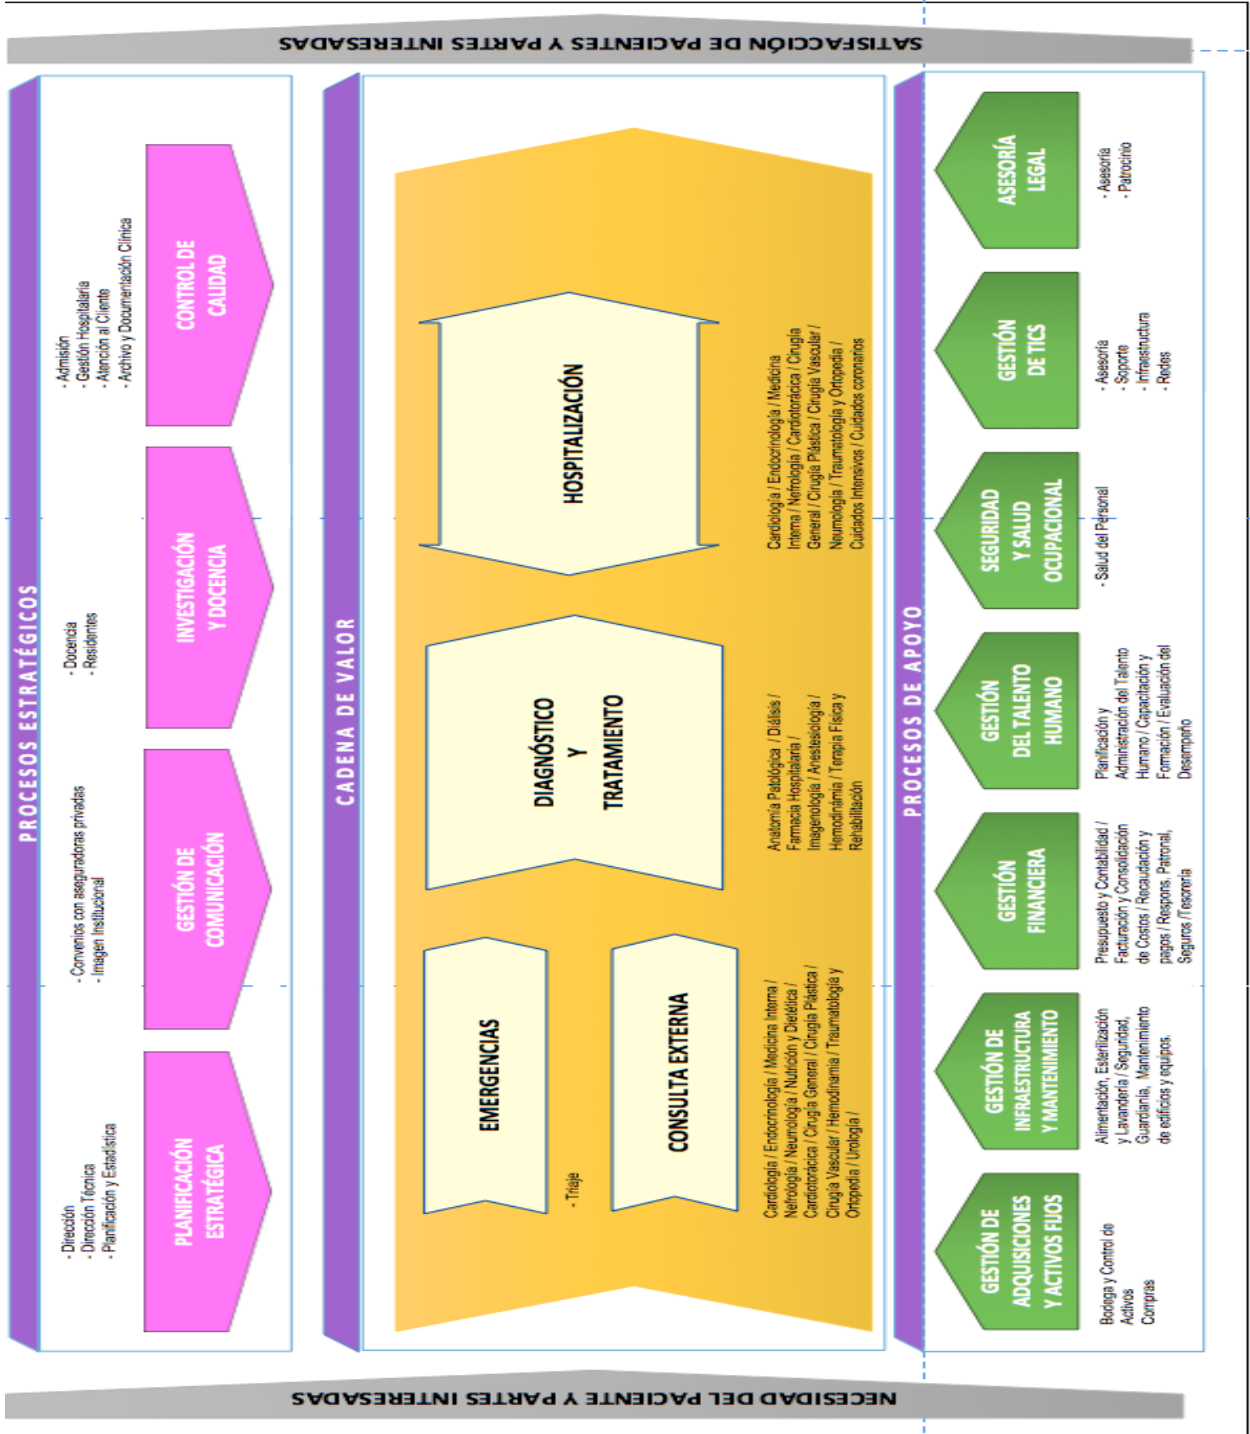 NECESIDAD DEL PACIENTE Y PARTES INTERESADAS
PROCESOS ESTRATÉGICOS
- Dirección
- Dirección Técnica
- Planificación y Estadística
PLANIFICACIÓN
ESTRATÉGICA
- Convenios con aseguradoras privadas
- Imagen Institucional
GESTIÓN DE
COMUNICACIÓN
- Docencia
- Residentes
INVESTIGACIÓN
Y DOCENCIA
- Admisión
- Gestión Hospitalaria
- Atención al Cliente
- Archivo y Documentación Clínica
CONTROL DE
CALIDAD
CADENA DE VALOR
EMERGENCIAS
- Triaje
CONSULTA EXTERNA
Cardiología / Endocrinología / Medicina Interna /
Nefrología / Neumología / Nutrición y Dietética /
Cardiotorácica / Cirugía General / Cirugía Plástica /
Cirugía Vascular / Hemodinamia / Traumatología y
Ortopedia / Urología /
DIAGNÓSTICO
Y
TRATAMIENTO
Anatomía Patológica / Diálisis /
Farmacia Hospitalaria /
Imagenología / Anestesiología /
Hemodinámia / Terapia Física y
Rehabilitación
HOSPITALIZACIÓN
Cardiología / Endocrinología / Medicina
Interna / Nefrología / Cardiotorácica / Cirugía
General / Cirugía Plástica / Cirugía Vascular /
Neumología / Traumatología y Ortopedia /
Cuidados Intensivos / Cuidados coronarios
PROCESOS DE APOYO
GESTIÓN DE
ADQUISICIONES
Y ACTIVOS FIJOS
Bodega y Control de
Activos
Compras
GESTIÓN DE
INFRAESTRUCTURA
Y MANTENIMIENTO
Alimentación, Esterilización
y Lavandería / Seguridad,
Guardianía, Mantenimiento
de edificios y equipos.
GESTIÓN
FINANCIERA
Presupuesto y Contabilidad /
Facturación y Consolidación
de Costos / Recaudación y
pagos / Respons. Patronal,
Seguros /Tesorería
GESTIÓN
DEL TALENTO
HUMANO
Planificación y
Administración del Talento
Humano / Capacitación y
Formación / Evaluación del
Desempeño
SEGURIDAD
Y SALUD
OCUPACIONAL
- Salud del Personal
GESTIÓN
DE TICS
- Asesoría
- Soporte
- Infraestructura
- Redes
ASESORÍA
LEGAL
- Asesoría
- Patrocinio
SATISFACCIÓN DE PACIENTES Y PARTES INTERESADAS